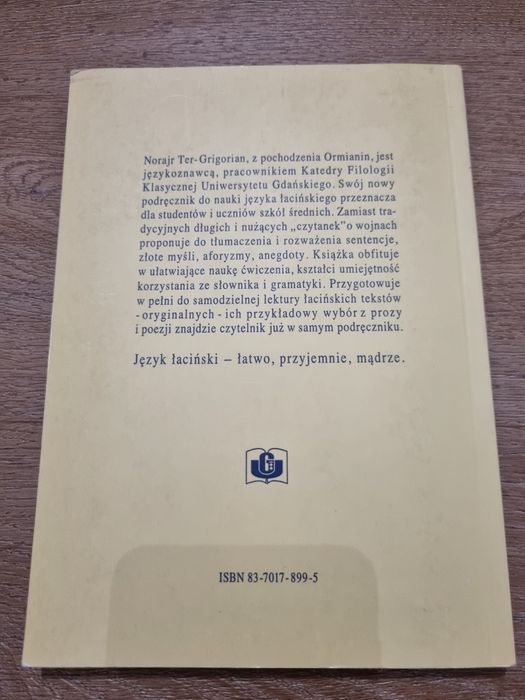 Norajr Ter-Grigorian, z pochodzenia Ormianin, jest
językoznawcą, pracownikiem Katedry Filologii
Klasycznej Uniwersytetu Gdańskiego. Swój nowy
podręcznik do nauki języka łacińskiego przeznacza
dla studentów i uczniów szkół średnich. Zamiast tra-
dycyjnych długich i nużących „czytanek" o wojnach
proponuje do tłumaczenia i rozważenia sentencje,
złote myśli, aforyzmy, anegdoty. Książka obfituje
w ułatwiające naukę ćwiczenia, kształci umiejętność
korzystania ze słownika i gramatyki. Przygotowuje
w pełni do samodzielnej lektury łacińskich tekstów
-oryginalnych - ich przykładowy wybór z prozy
i poezji znajdzie czytelnik już w samym podręczniku.
Język łaciński – łatwo, przyjemnie, mądrze.
UG
ISBN 83-7017-899-5